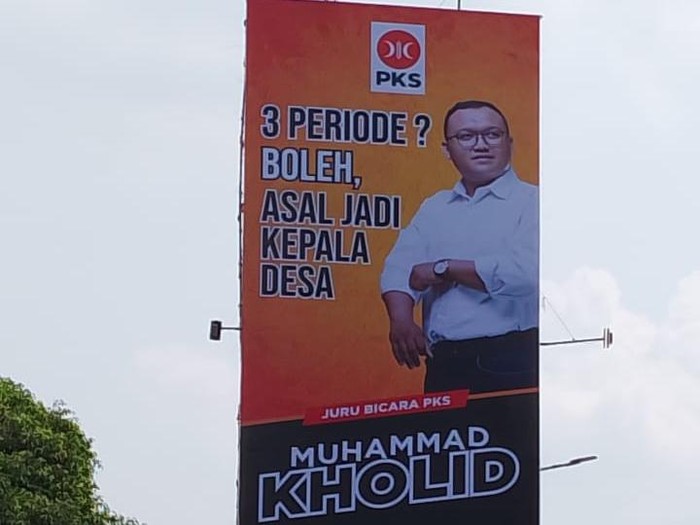 PKS
3 PERIODE ?
BOLEH,
ASAL JADI
KEPALA
DESA
JURU BICARA PKS
MUHAMMAD
KHOLID